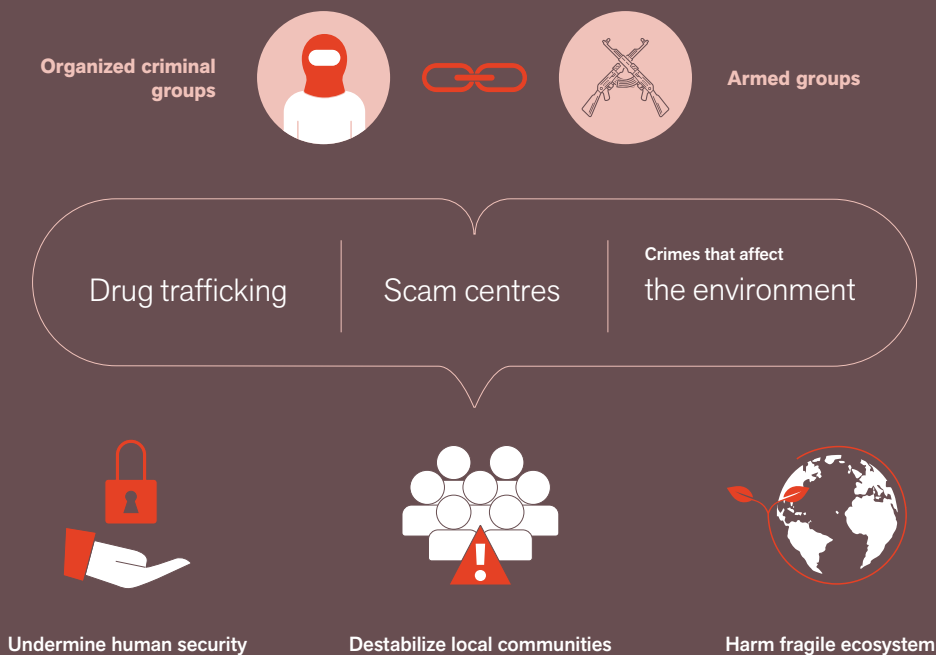 Organized criminal
groups
Armed groups
Drug trafficking
Scam centres
Crimes that affect
the environment
Undermine human security
Destabilize local communities
Harm fragile ecosystem